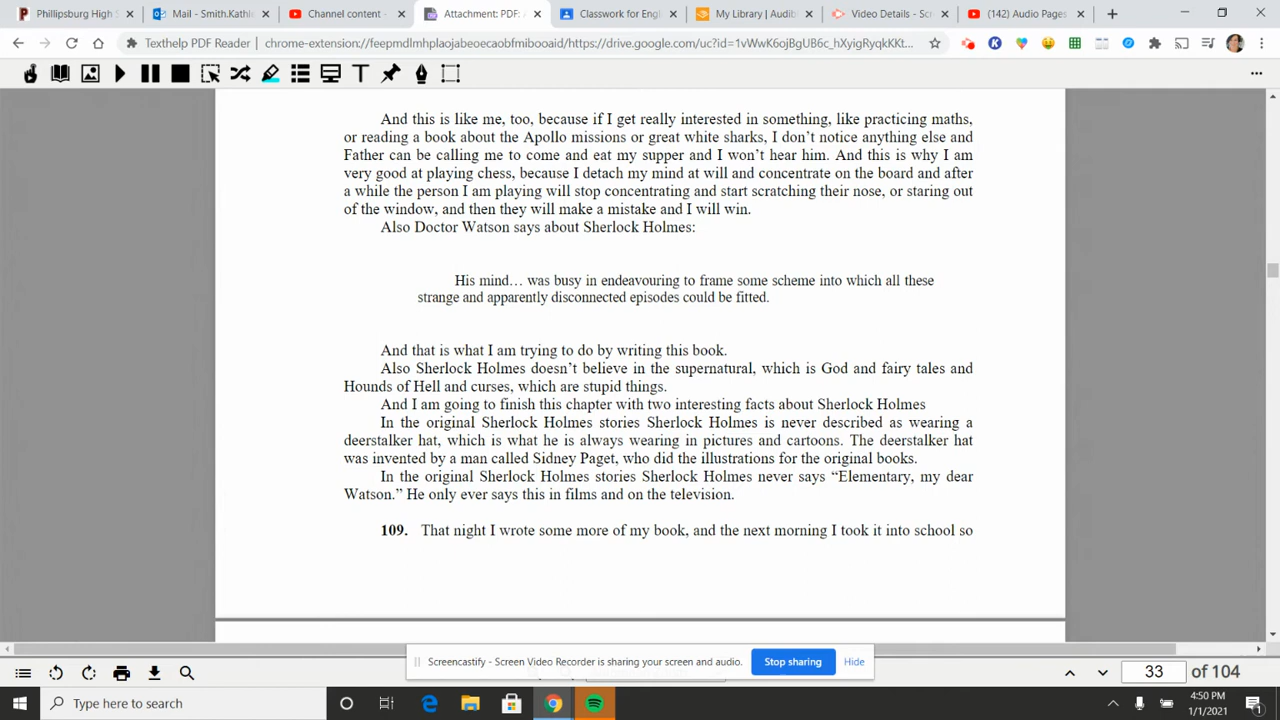 Phillipsburg High S
Mail - Smith.Kathle
Channel content -
Attachment: PDF: A
Classwork for Engl
My Library | Audib
Video Details - Scr
(142) Audio Pages
Texthelp PDF Reader | chrome-extension://feepmdlmhplaojabeoecaobfmibooaid/https://drive.google.com/uc?id=1vWwK6ojBgUB6c_hXyigRyqkKKt...
And this is like me, too, because if I get really interested in something, like practicing maths,
or reading a book about the Apollo missions or great white sharks, I don't notice anything else and
Father can be calling me to come and eat my supper and I won't hear him. And this is why I am
very good at playing chess, because I detach my mind at will and concentrate on the board and after
a while the person I am playing will stop concentrating and start scratching their nose, or staring out
of the window, and then they will make a mistake and I will win.
Also Doctor Watson says about Sherlock Holmes:
His mind… was busy in endeavouring to frame some scheme into which all these
strange and apparently disconnected episodes could be fitted.
And that is what I am trying to do by writing this book.
Also Sherlock Holmes doesn't believe in the supernatural, which is God and fairy tales and
Hounds of Hell and curses, which are stupid things.
And I am going to finish this chapter with two interesting facts about Sherlock Holmes
In the original Sherlock Holmes stories Sherlock Holmes is never described as wearing a
deerstalker hat, which is what he is always wearing in pictures and cartoons. The deerstalker hat
was invented by a man called Sidney Paget, who did the illustrations for the original books.
In the original Sherlock Holmes stories Sherlock Holmes never says “Elementary, my dear
Watson.” He only ever says this in films and on the television.
109. That night I wrote some more of my book, and the next morning I took it into school so
Screencastify - Screen Video Recorder is sharing your screen and audio.
Stop sharing
Hide
33 of 104
Type here to search
4:50 PM
1/1/2021